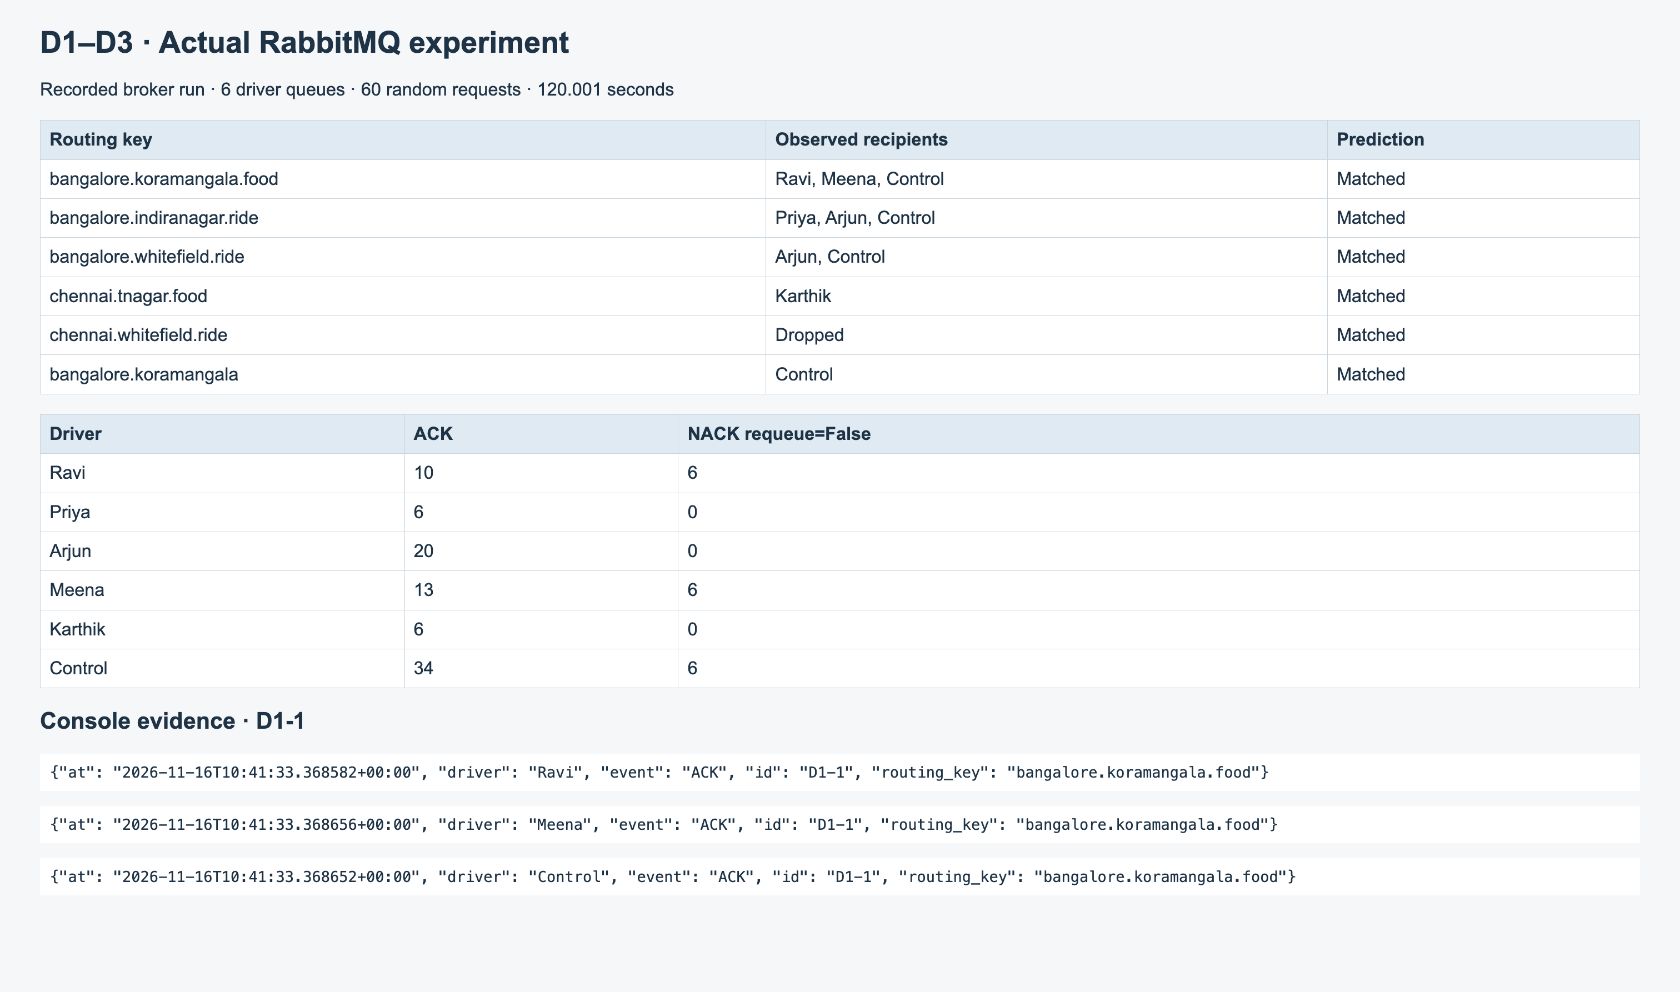 D1–D3 · Actual RabbitMQ experiment
Recorded broker run · 6 driver queues · 60 random requests · 120.001 seconds
Routing key Observed recipients Prediction
bangalore.koramangala.food Ravi, Meena, Control Matched
bangalore.indiranagar.ride Priya, Arjun, Control Matched
bangalore.whitefield.ride Arjun, Control Matched
chennai.tnagar.food Karthik Matched
chennai.whitefield.ride Dropped Matched
bangalore.koramangala Control Matched
Driver ACK NACK requeue=False
Ravi 10 6
Priya 6 0
Arjun 20 0
Meena 13 6
Karthik 6 0
Control 34 6
Console evidence · D1-1
{"at": "2026-11-16T10:41:33.368582+00:00", "driver": "Ravi", "event": "ACK", "id": "D1-1", "routing_key": "bangalore.koramangala.food"}
{"at": "2026-11-16T10:41:33.368656+00:00", "driver": "Meena", "event": "ACK", "id": "D1-1", "routing_key": "bangalore.koramangala.food"}
{"at": "2026-11-16T10:41:33.368652+00:00", "driver": "Control", "event": "ACK", "id": "D1-1", "routing_key": "bangalore.koramangala.food"}